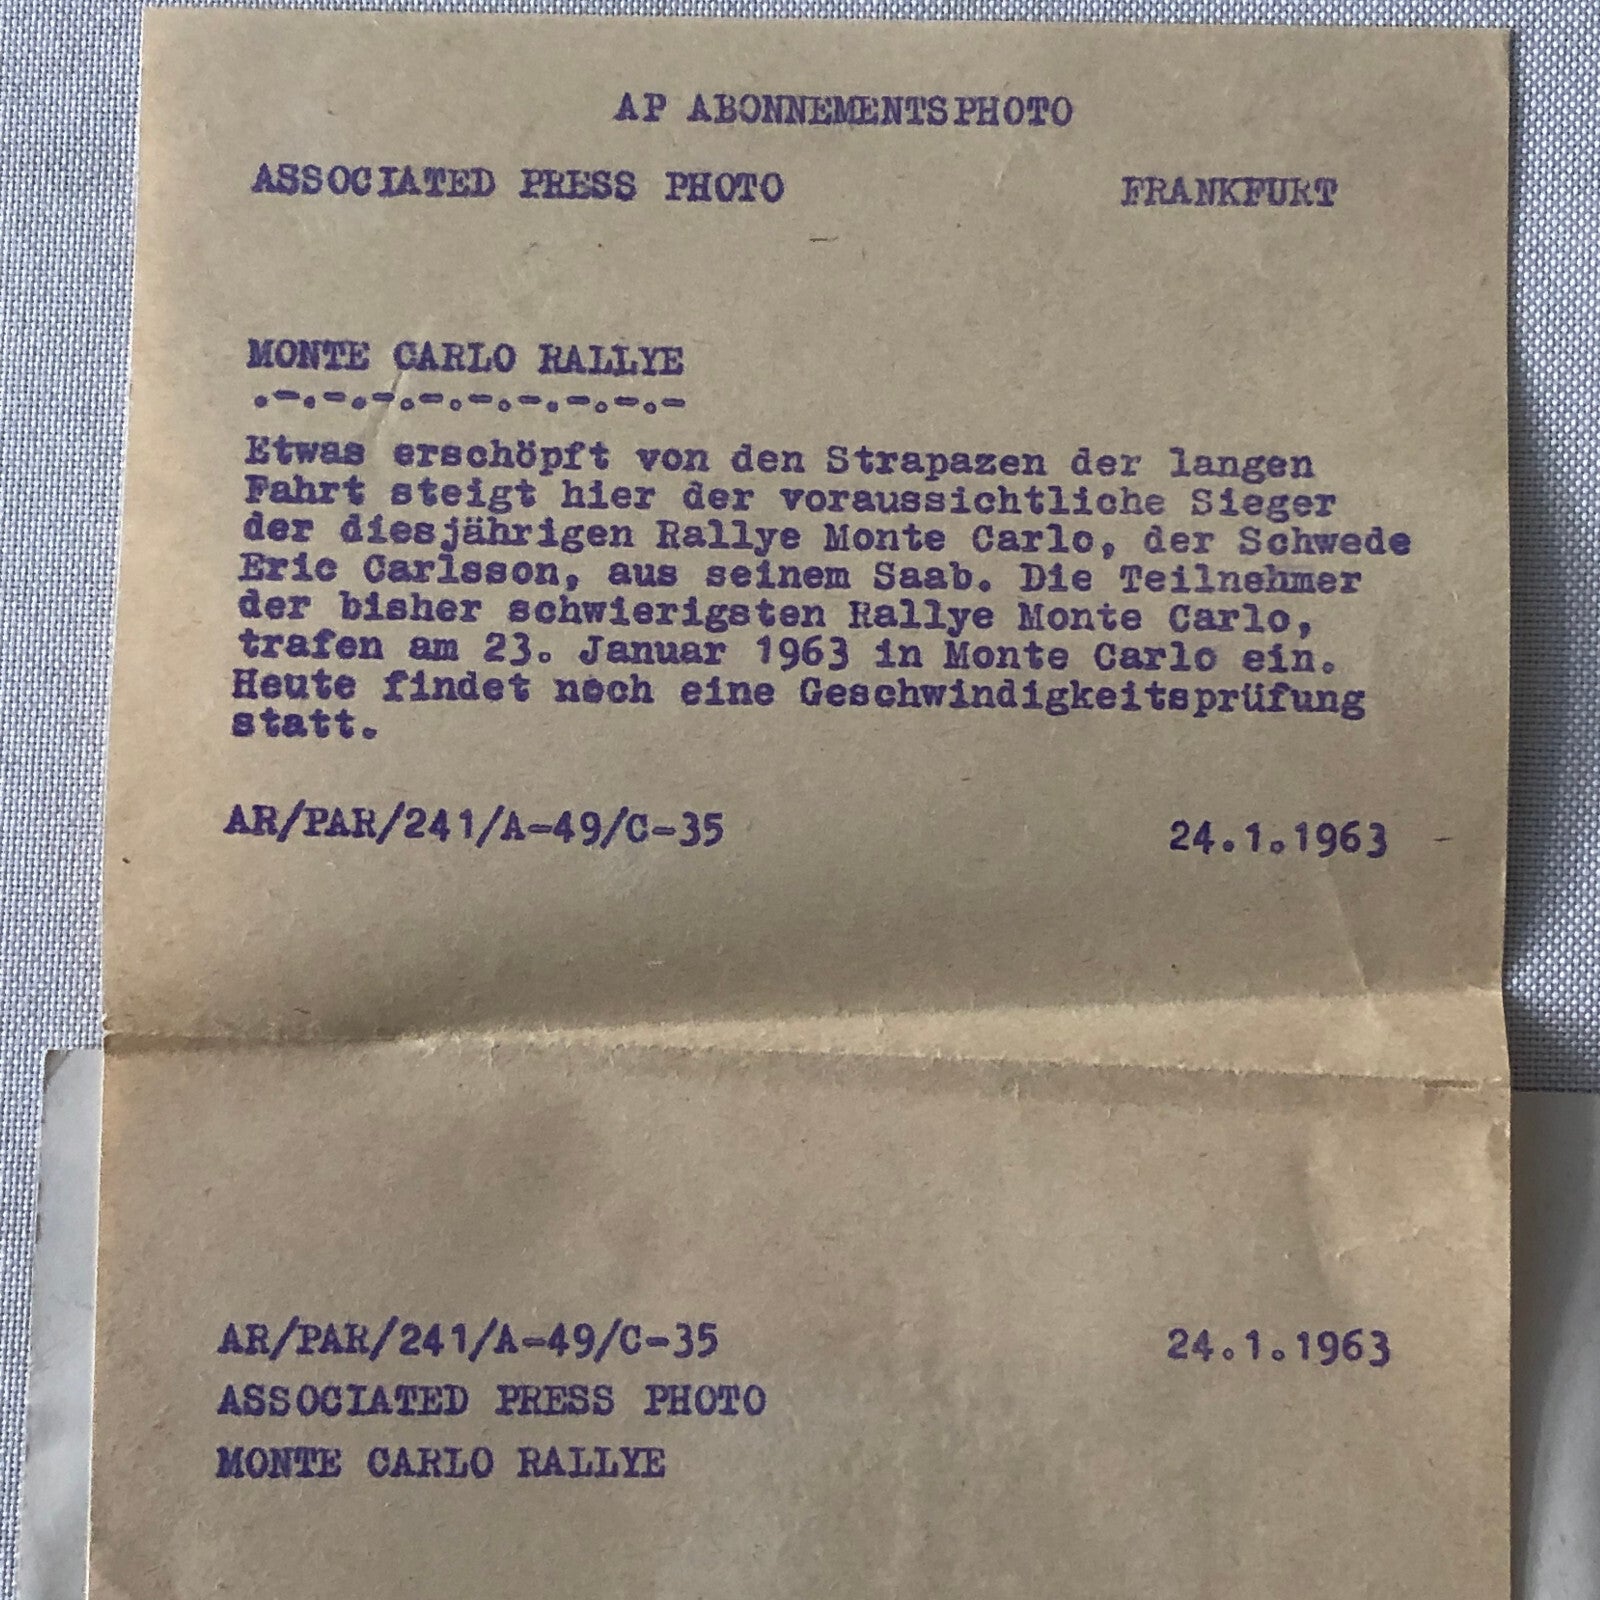 AP ABONNEMENTSPHOTO
ASSOCIATED PRESS PHOTO FRANKFURT
MONTE CARLO RALLYE
.-.-.-.-.-.-.-.-.-
Etwas erschöpft von den Strapazen der langen
Fahrt steigt hier der voraussichtliche Sieger
der diesjährigen Rallye Monte Carlo, der Schwede
Eric Carlsson, aus seinem Saab. Die Teilnehmer
der bisher schwierigsten Rallye Monte Carlo,
trafen am 23. Januar 1963 in Monte Carlo ein.
Heute findet noch eine Geschwindigkeitsprüfung
statt.
AR/PAR/241/A-49/C-35 24.1.1963
AR/PAR/241/A-49/C-35 24.1.1963
ASSOCIATED PRESS PHOTO
MONTE CARLO RALLYE